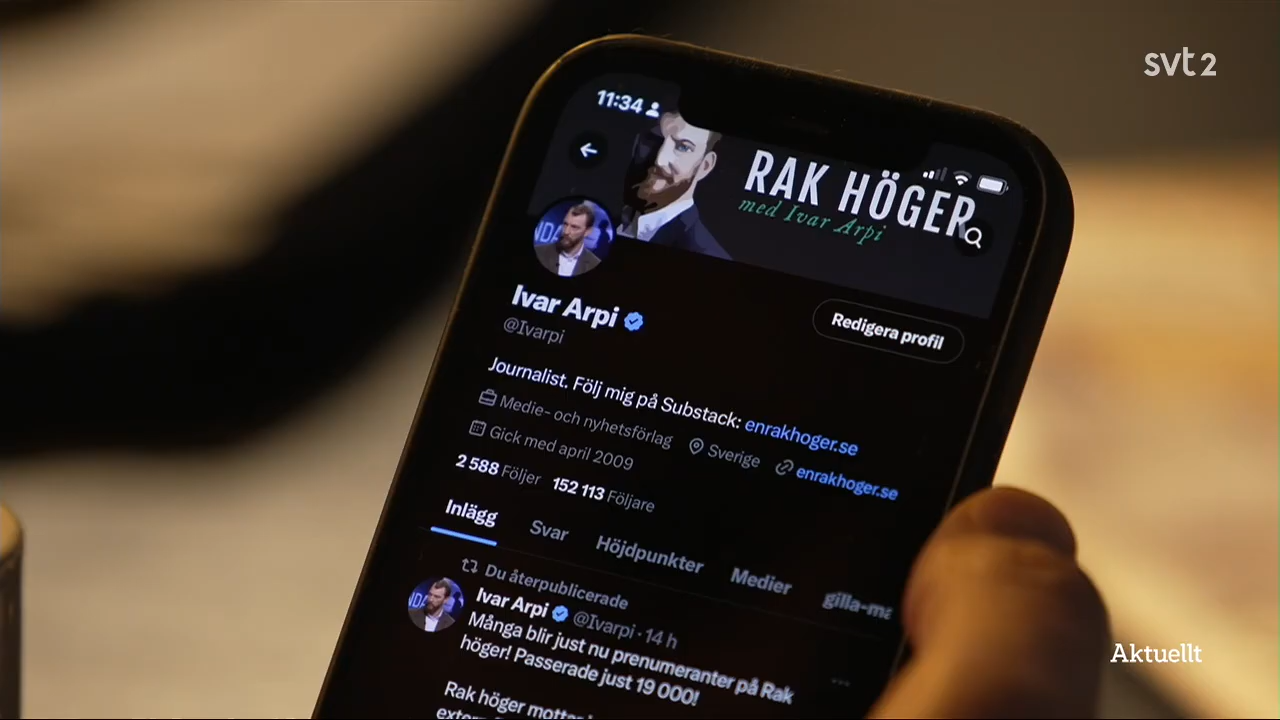 svt2
11:34
RAK HÖGER
med Ivar Arpi
NDA
Ivar Arpi
@Ivarpi
Redigera profil
Journalist. Följ mig på Substack: enrakhoger.se
Medie- och nyhetsförlag Sverige enrakhoger.se
Gick med april 2009
2 588 Följer 152 113 Följare
Inlägg Svar Höjdpunkter Medier
Du återpublicerade
Ivar Arpi @Ivarpi · 14 h
Många blir just nu prenumeranter på Rak
höger! Passerade just 19 000!
Rak höger
Aktuellt